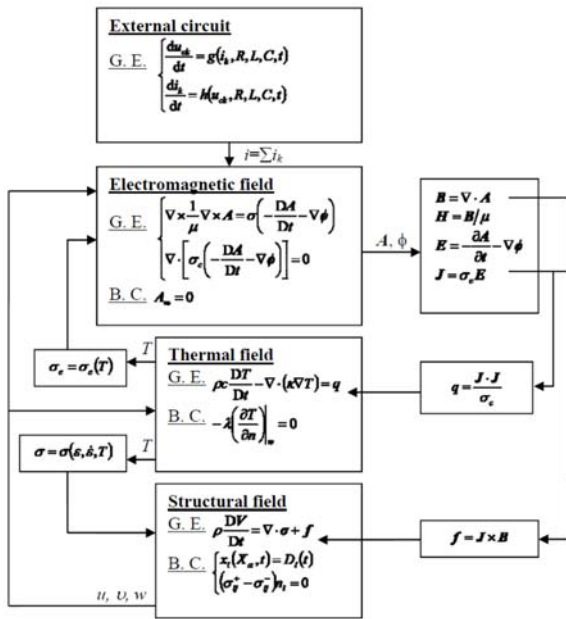 External circuit
G. E. { du_ck/dt = g(i_k, R, L, C, t)
di_k/dt = h(u_ck, R, L, C, t)
i=∑i_k
Electromagnetic field
G. E. { ∇×(1/μ)∇×A = σ(−DA/Dt − ∇ϕ)
∇·[σ_c(−DA/Dt − ∇ϕ)] = 0
B. C. A_∞ = 0
A, ϕ
B = ∇·A
H = B/μ
E = −∂A/∂t − ∇ϕ
J = σ_e E
T
σ_e = σ_e(T)
Thermal field
G. E. ρc DT/Dt − ∇·(κ∇T) = q
B. C. −λ(∂T/∂n)|_∞ = 0
q = J·J/σ_c
T
σ = σ(ε, ε̇, T)
Structural field
G. E. ρ DV/Dt = ∇·σ + f
B. C. { x_i(X_α, t) = D_i(t)
(σ_ij⁺ − σ_ij⁻)n_i = 0
f = J × B
u, υ, w